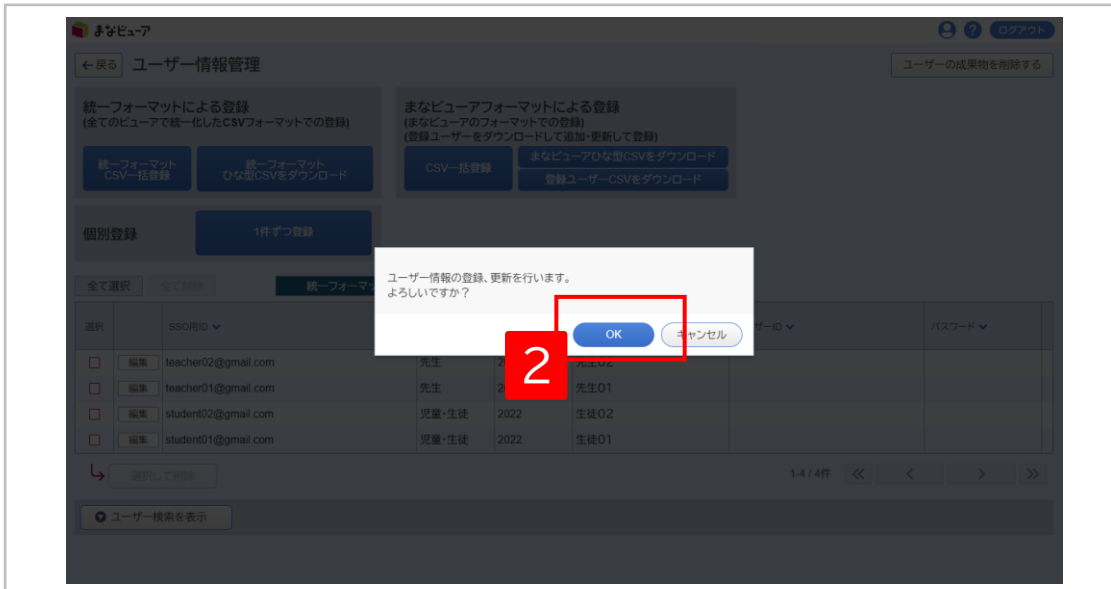 まなビューア
? ログアウト
←戻る ユーザー情報管理
ユーザーの成果物を削除する
統一フォーマットによる登録
(全てのビューアで統一化したCSVフォーマットでの登録)
統一フォーマット
CSV一括登録
統一フォーマット
ひな型CSVをダウンロード
まなビューアフォーマットによる登録
(まなビューアのフォーマットでの登録)
(登録ユーザーをダウンロードして追加・更新して登録)
CSV一括登録
まなビューアひな型CSVをダウンロード
登録ユーザーCSVをダウンロード
個別登録
1件ずつ登録
全て選択 全て解除
統一フォーマッ
ユーザー情報の登録、更新を行います。
よろしいですか？
OK キャンセル
2
選択 SSO用ID ザーID パスワード
編集 teacher02@gmail.com 先生 2 先生02
編集 teacher01@gmail.com 先生 2 先生01
編集 student02@gmail.com 児童・生徒 2022 生徒02
編集 student01@gmail.com 児童・生徒 2022 生徒01
選択して削除
1-4 / 4件
ユーザー検索を表示